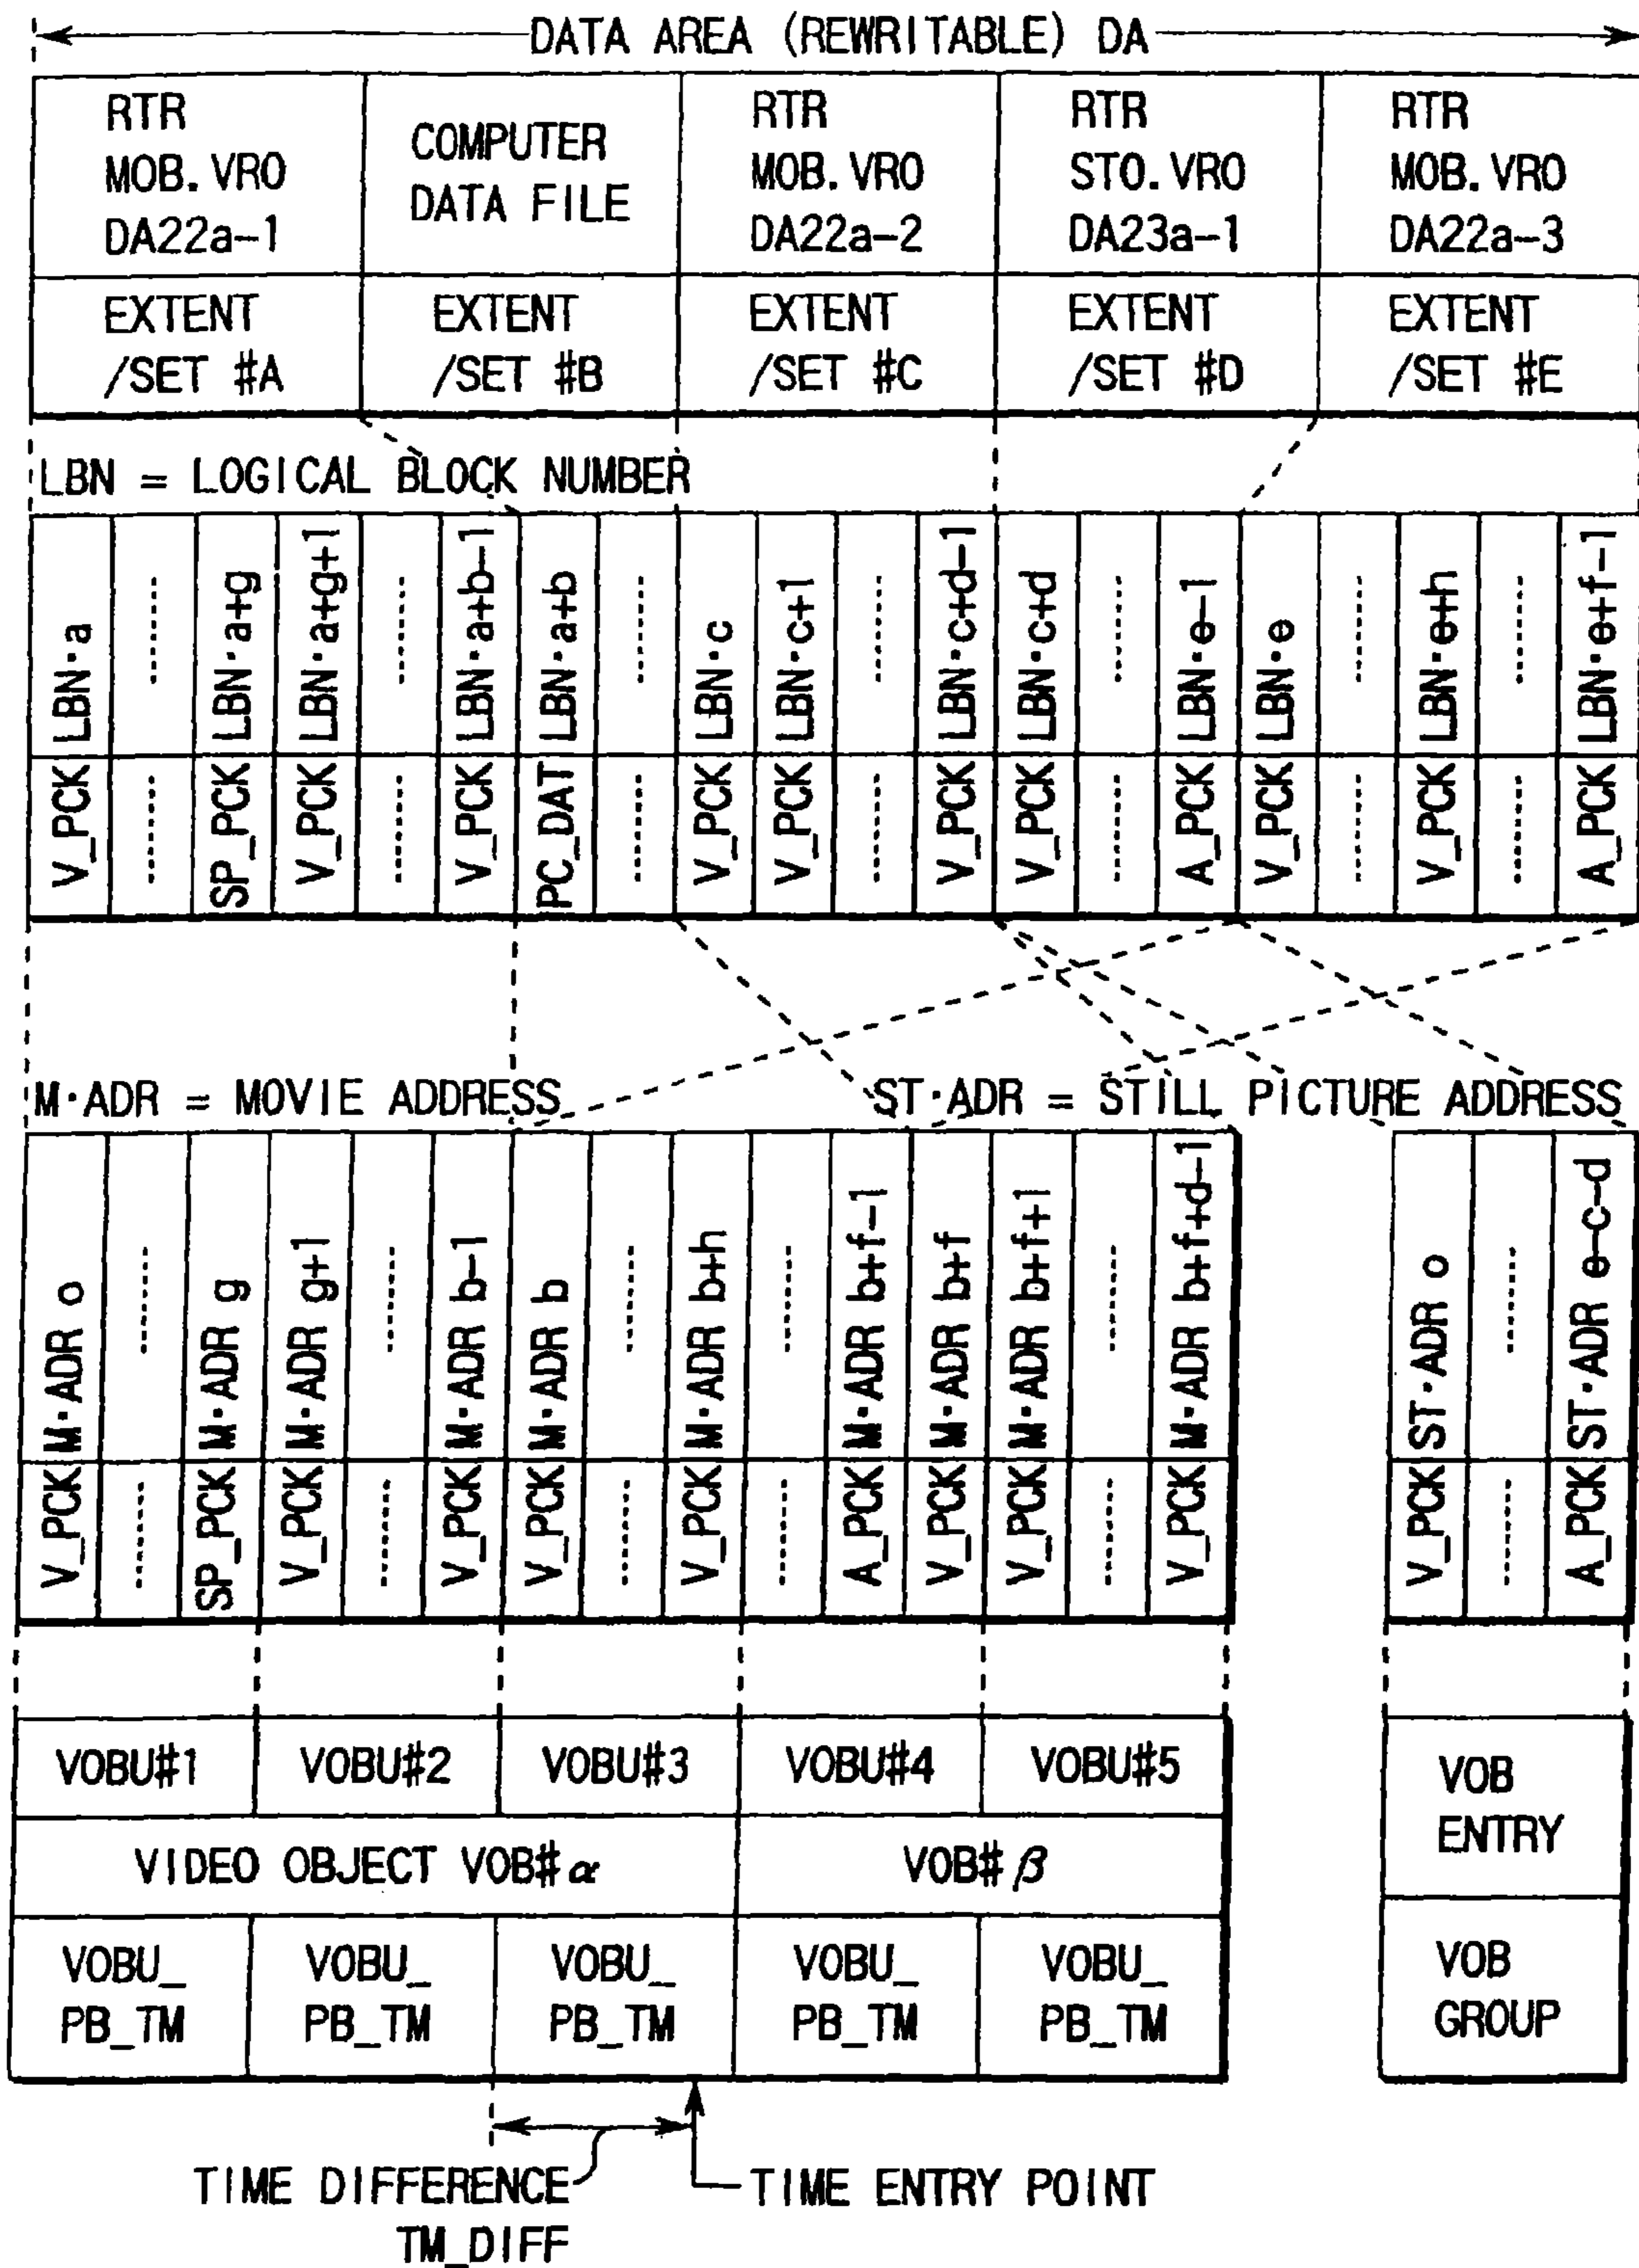 DATA AREA (REWRITABLE) DA
RTR
MOB.VRO
DA22a-1
COMPUTER
DATA FILE
RTR
MOB.VRO
DA22a-2
RTR
STO.VRO
DA23a-1
RTR
MOB.VRO
DA22a-3
EXTENT
/SET #A
EXTENT
/SET #B
EXTENT
/SET #C
EXTENT
/SET #D
EXTENT
/SET #E
LBN = LOGICAL BLOCK NUMBER
LBN·a
LBN·a+g
LBN·a+g+1
LBN·a+b-1
LBN·a+b
LBN·c
LBN·c+1
LBN·c+d-1
LBN·c+d
LBN·e-1
LBN·e
LBN·e+h
LBN·e+f-1
V_PCK
SP_PCK
V_PCK
V_PCK
PC_DAT
V_PCK
V_PCK
V_PCK
V_PCK
A_PCK
V_PCK
V_PCK
A_PCK
M·ADR = MOVIE ADDRESS
ST·ADR = STILL PICTURE ADDRESS
M·ADR o
M·ADR g
M·ADR g+1
M·ADR b-1
M·ADR b
M·ADR b+h
M·ADR b+f-1
M·ADR b+f
M·ADR b+f+1
M·ADR b+f+d-1
ST·ADR o
ST·ADR e-c-d
V_PCK
SP_PCK
V_PCK
V_PCK
V_PCK
V_PCK
A_PCK
V_PCK
V_PCK
V_PCK
V_PCK
A_PCK
VOBU#1
VOBU#2
VOBU#3
VOBU#4
VOBU#5
VOB
ENTRY
VIDEO OBJECT VOB#α
VOB#β
VOBU_
PB_TM
VOBU_
PB_TM
VOBU_
PB_TM
VOBU_
PB_TM
VOBU_
PB_TM
VOB
GROUP
TIME DIFFERENCE
TM_DIFF
TIME ENTRY POINT